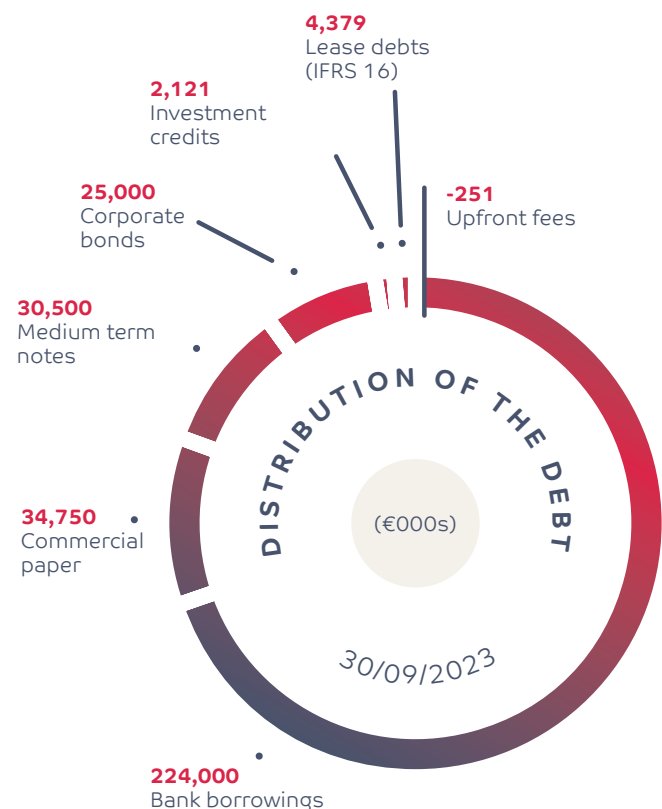 4,379
Lease debts
(IFRS 16)
2,121
Investment
credits
25,000
Corporate
bonds
-251
Upfront fees
30,500
Medium term
notes
DISTRIBUTION OF THE DEBT
(€000s)
34,750
Commercial
paper
30/09/2023
224,000
Bank borrowings